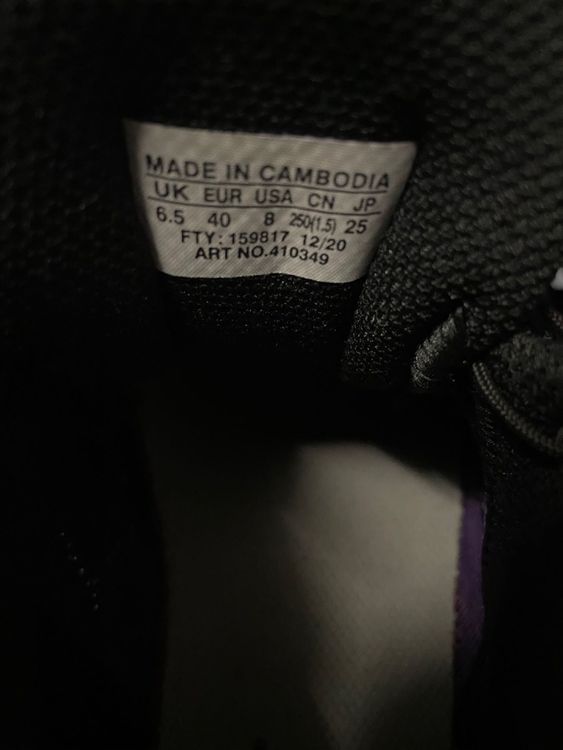 MADE IN CAMBODIA
UK EUR USA CN JP
6.5 40 8 250(1.5) 25
FTY: 159817 12/20
ART NO.410349